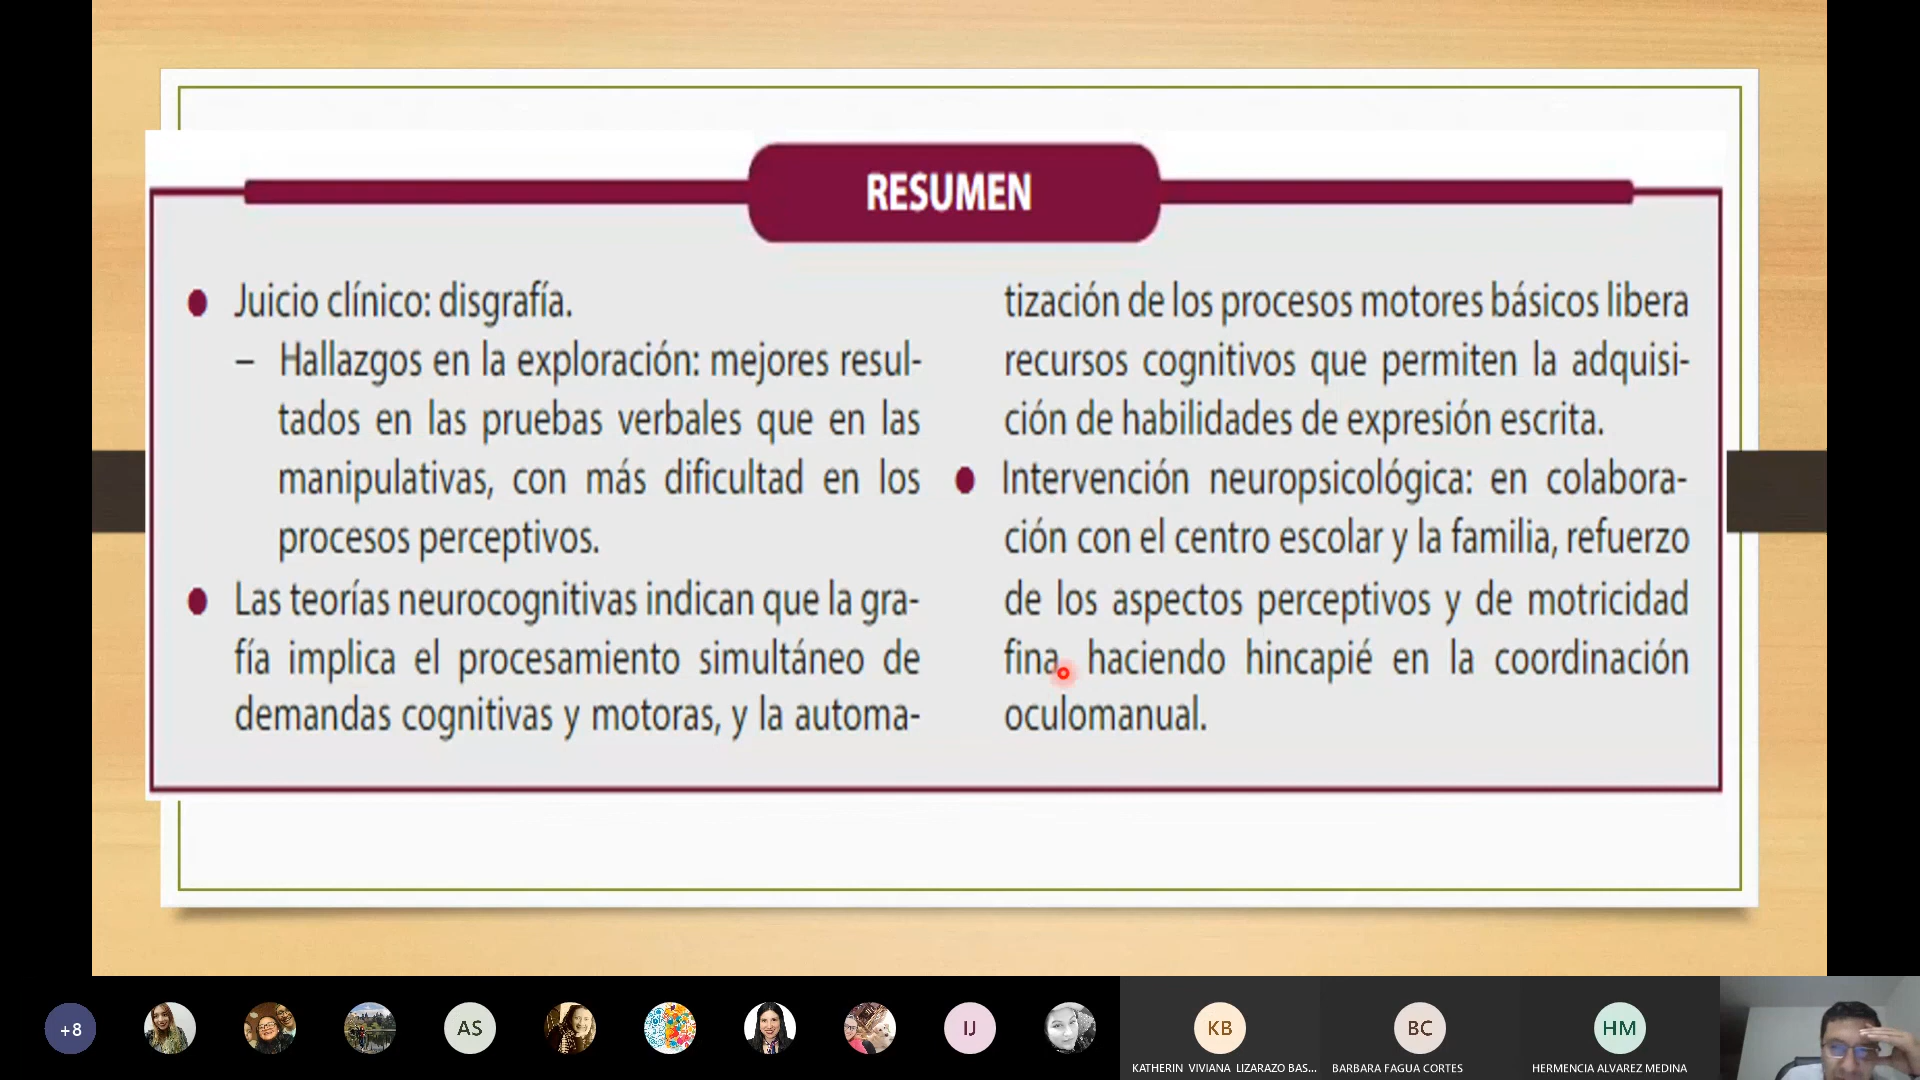 RESUMEN
● Juicio clínico: disgrafía.
– Hallazgos en la exploración: mejores resul-
tados en las pruebas verbales que en las
manipulativas, con más dificultad en los
procesos perceptivos.
● Las teorías neurocognitivas indican que la gra-
fía implica el procesamiento simultáneo de
demandas cognitivas y motoras, y la automa-
tización de los procesos motores básicos libera
recursos cognitivos que permiten la adquisi-
ción de habilidades de expresión escrita.
● Intervención neuropsicológica: en colabora-
ción con el centro escolar y la familia, refuerzo
de los aspectos perceptivos y de motricidad
fina, haciendo hincapié en la coordinación
oculomanual.
+8
AS
IJ
KB
BC
HM
KATHERIN VIVIANA LIZARAZO BAS...
BARBARA FAGUA CORTES
HERMENCIA ALVAREZ MEDINA